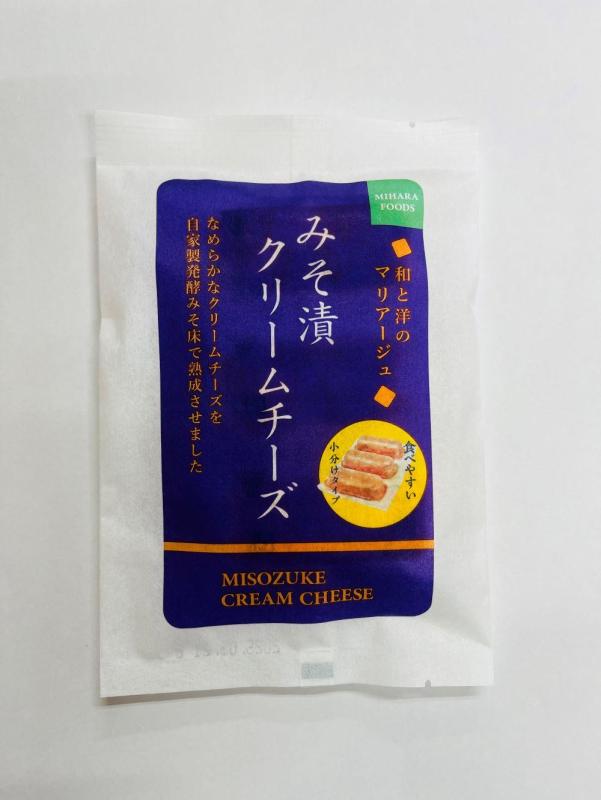 MIHARA
FOODS
和と洋の
マリアージュ
みそ漬
クリームチーズ
なめらかなクリームチーズを
自家製発酵みそ床で熟成させました
食べやすい
小分けタイプ
MISOZUKE
CREAM CHEESE